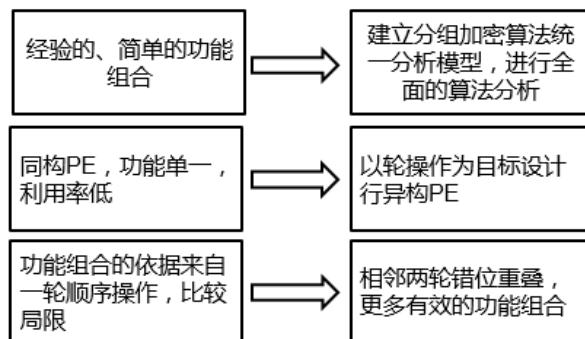 经验的、简单的功能
组合
建立分组加密算法统
一分析模型，进行全
面的算法分析
同构PE，功能单一，
利用率低
以轮操作为目标设计
行异构PE
功能组合的依据来自
一轮顺序操作，比较
局限
相邻两轮错位重叠，
更多有效的功能组合